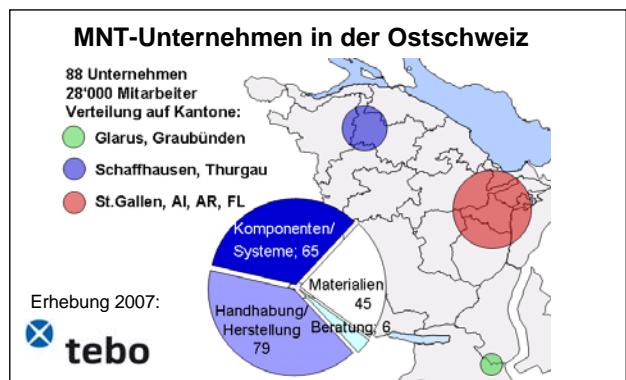 MNT-Unternehmen in der Ostschweiz
88 Unternehmen
28'000 Mitarbeiter
Verteilung auf Kantone:
Glarus, Graubünden
Schaffhausen, Thurgau
St.Gallen, AI, AR, FL
Komponenten/
Systeme; 65
Materialien
45
Handhabung/
Herstellung
79
Beratung; 6
Erhebung 2007:
tebo